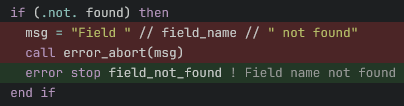 if (.not. found) then
  msg = "Field " // field_name // " not found"
  call error_abort(msg)
  error stop field_not_found ! Field name not found
end if